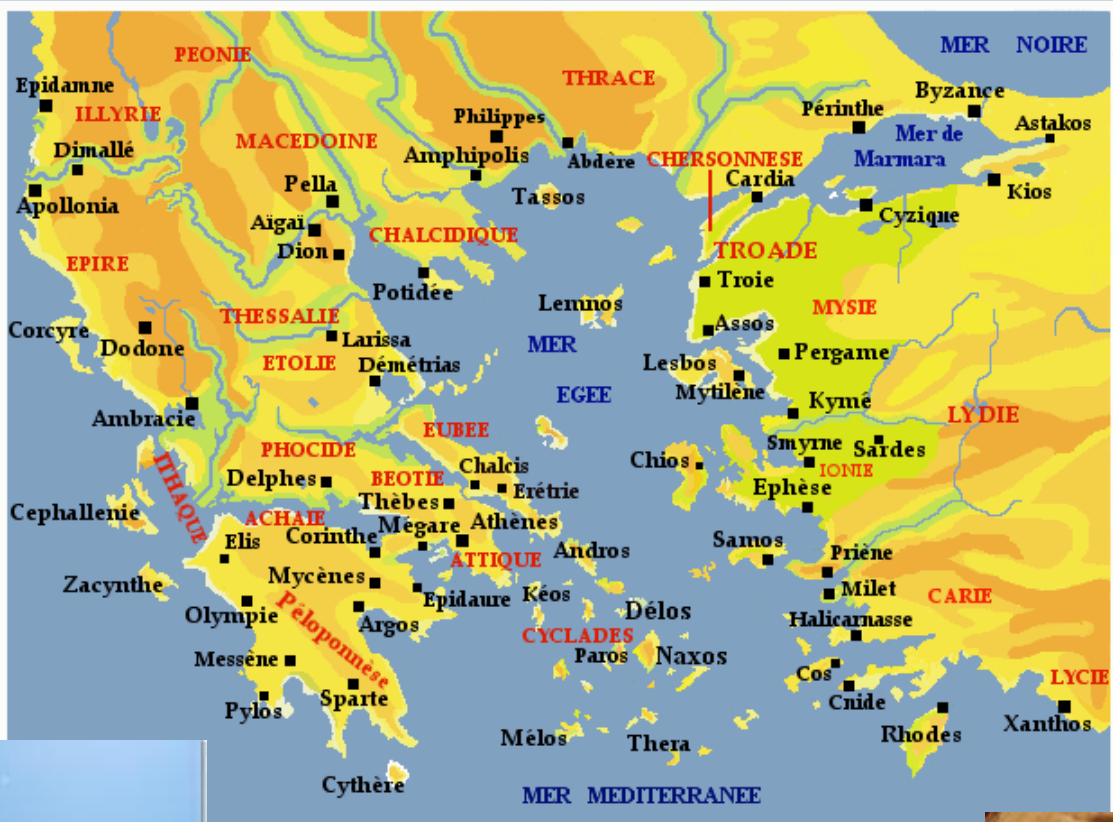 MER NOIRE
PEONIE
THRACE
Epidamne
Byzance
ILLYRIE
Philippes
Périnthe
Astakos
MACEDOINE
Mer de
Marmara
Dimallé
Amphipolis
Abdère
CHERSONNESE
Pella
Cardia
Kios
Apollonia
Tassos
Cyzique
Aïgaï
CHALCIDIQUE
Dion
TROADE
EPIRE
Troie
Potidée
Lemnos
MYSIE
THESSALIE
Assos
Corcyre
Larissa
MER
EGEE
Dodone
ETOLIE
Démétrias
Lesbos
Pergame
Mytilène
Kymê
Ambracie
LYDIE
EUBEE
PHOCIDE
Smyrne
Sardes
Chios
IONIE
ITHAQUE
Delphes
BEOTIE
Chalcis
Erétrie
Ephèse
Thèbes
Cephallenie
ACHAIE
Mégare
Athènes
Corinthe
Elis
Samos
Priène
Andros
ATTIQUE
Zacynthe
Mycènes
Milet
Epidaure
Kéos
CARIE
Olympie
Péloponnèse
Argos
Délos
Halicarnasse
CYCLADES
Paros
Naxos
Messène
Cos
LYCIE
Sparte
Cnide
Pylos
Xanthos
Rhodes
Mélos
Thera
Cythère
MER MEDITERRANEE